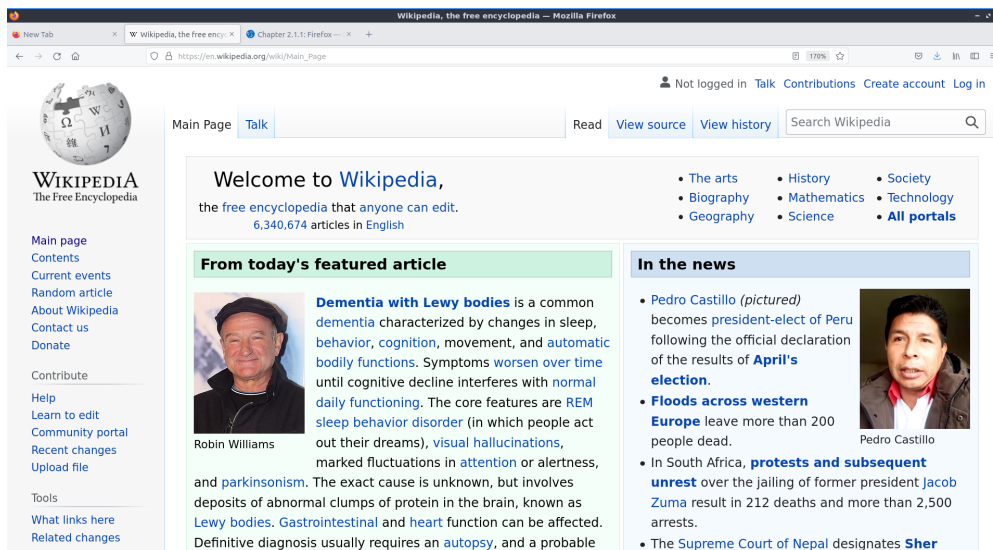 Wikipedia, the free encyclopedia — Mozilla Firefox
New Tab
Wikipedia, the free ency
Chapter 2.1.1: Firefox —
https://en.wikipedia.org/wiki/Main_Page
170%
Not logged in Talk Contributions Create account Log in
Main Page Talk
Read View source View history
Search Wikipedia
WIKIPEDIA
The Free Encyclopedia
Main page
Contents
Current events
Random article
About Wikipedia
Contact us
Donate
Contribute
Help
Learn to edit
Community portal
Recent changes
Upload file
Tools
What links here
Related changes
Welcome to Wikipedia,
the free encyclopedia that anyone can edit.
6,340,674 articles in English
The arts
Biography
Geography
History
Mathematics
Science
Society
Technology
All portals
From today's featured article
Robin Williams
Dementia with Lewy bodies is a common
dementia characterized by changes in sleep,
behavior, cognition, movement, and automatic
bodily functions. Symptoms worsen over time
until cognitive decline interferes with normal
daily functioning. The core features are REM
sleep behavior disorder (in which people act
out their dreams), visual hallucinations,
marked fluctuations in attention or alertness,
and parkinsonism. The exact cause is unknown, but involves
deposits of abnormal clumps of protein in the brain, known as
Lewy bodies. Gastrointestinal and heart function can be affected.
Definitive diagnosis usually requires an autopsy, and a probable
In the news
Pedro Castillo (pictured)
becomes president-elect of Peru
following the official declaration
of the results of April's
election.
Floods across western
Europe leave more than 200
people dead.
Pedro Castillo
In South Africa, protests and subsequent
unrest over the jailing of former president Jacob
Zuma result in 212 deaths and more than 2,500
arrests.
The Supreme Court of Nepal designates Sher